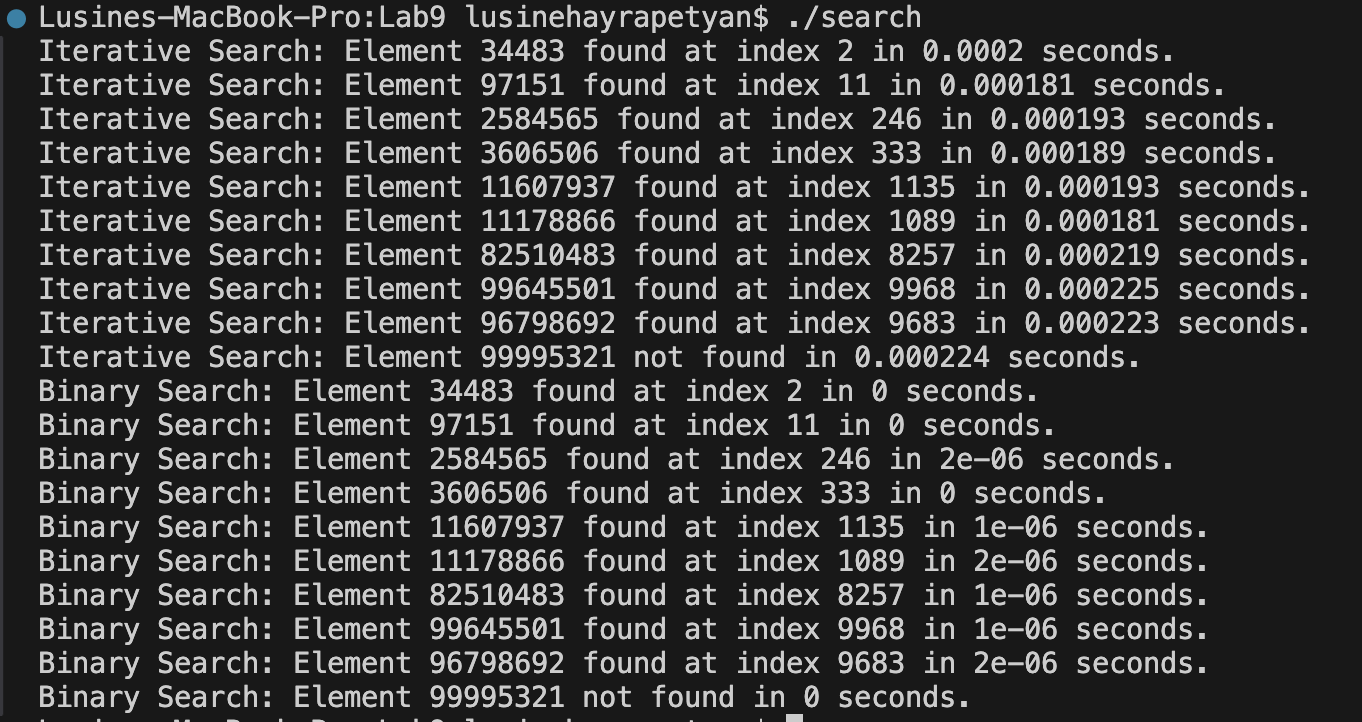 Lusines-MacBook-Pro:Lab9 lusinehayrapetyan$ ./search
Iterative Search: Element 34483 found at index 2 in 0.0002 seconds.
Iterative Search: Element 97151 found at index 11 in 0.000181 seconds.
Iterative Search: Element 2584565 found at index 246 in 0.000193 seconds.
Iterative Search: Element 3606506 found at index 333 in 0.000189 seconds.
Iterative Search: Element 11607937 found at index 1135 in 0.000193 seconds.
Iterative Search: Element 11178866 found at index 1089 in 0.000181 seconds.
Iterative Search: Element 82510483 found at index 8257 in 0.000219 seconds.
Iterative Search: Element 99645501 found at index 9968 in 0.000225 seconds.
Iterative Search: Element 96798692 found at index 9683 in 0.000223 seconds.
Iterative Search: Element 99995321 not found in 0.000224 seconds.
Binary Search: Element 34483 found at index 2 in 0 seconds.
Binary Search: Element 97151 found at index 11 in 0 seconds.
Binary Search: Element 2584565 found at index 246 in 2e-06 seconds.
Binary Search: Element 3606506 found at index 333 in 0 seconds.
Binary Search: Element 11607937 found at index 1135 in 1e-06 seconds.
Binary Search: Element 11178866 found at index 1089 in 2e-06 seconds.
Binary Search: Element 82510483 found at index 8257 in 1e-06 seconds.
Binary Search: Element 99645501 found at index 9968 in 1e-06 seconds.
Binary Search: Element 96798692 found at index 9683 in 2e-06 seconds.
Binary Search: Element 99995321 not found in 0 seconds.